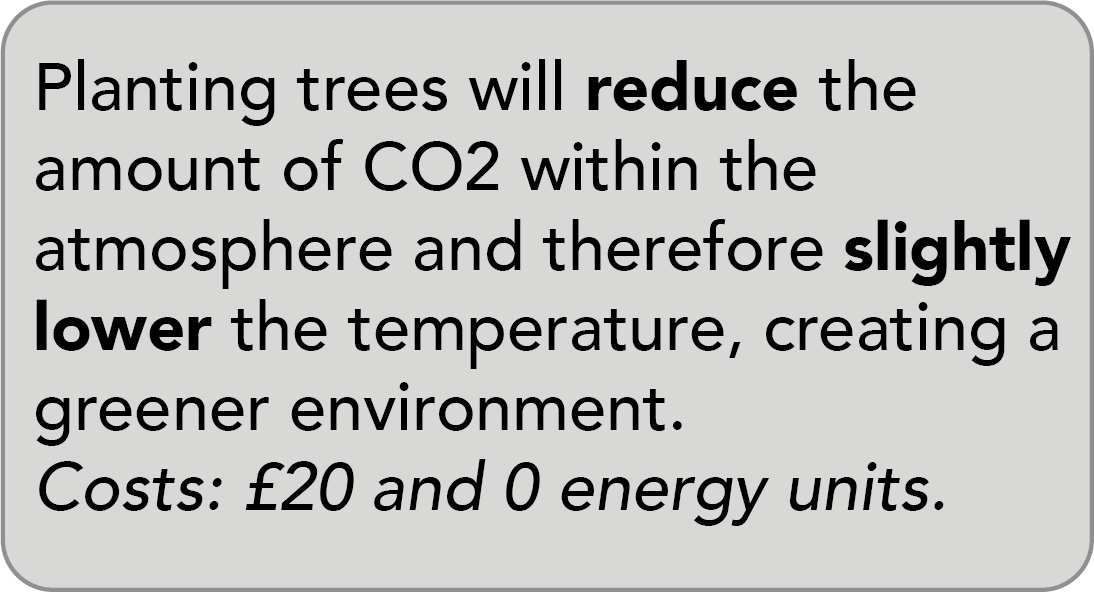 Planting trees will reduce the
amount of CO2 within the
atmosphere and therefore slightly
lower the temperature, creating a
greener environment.
Costs: £20 and 0 energy units.